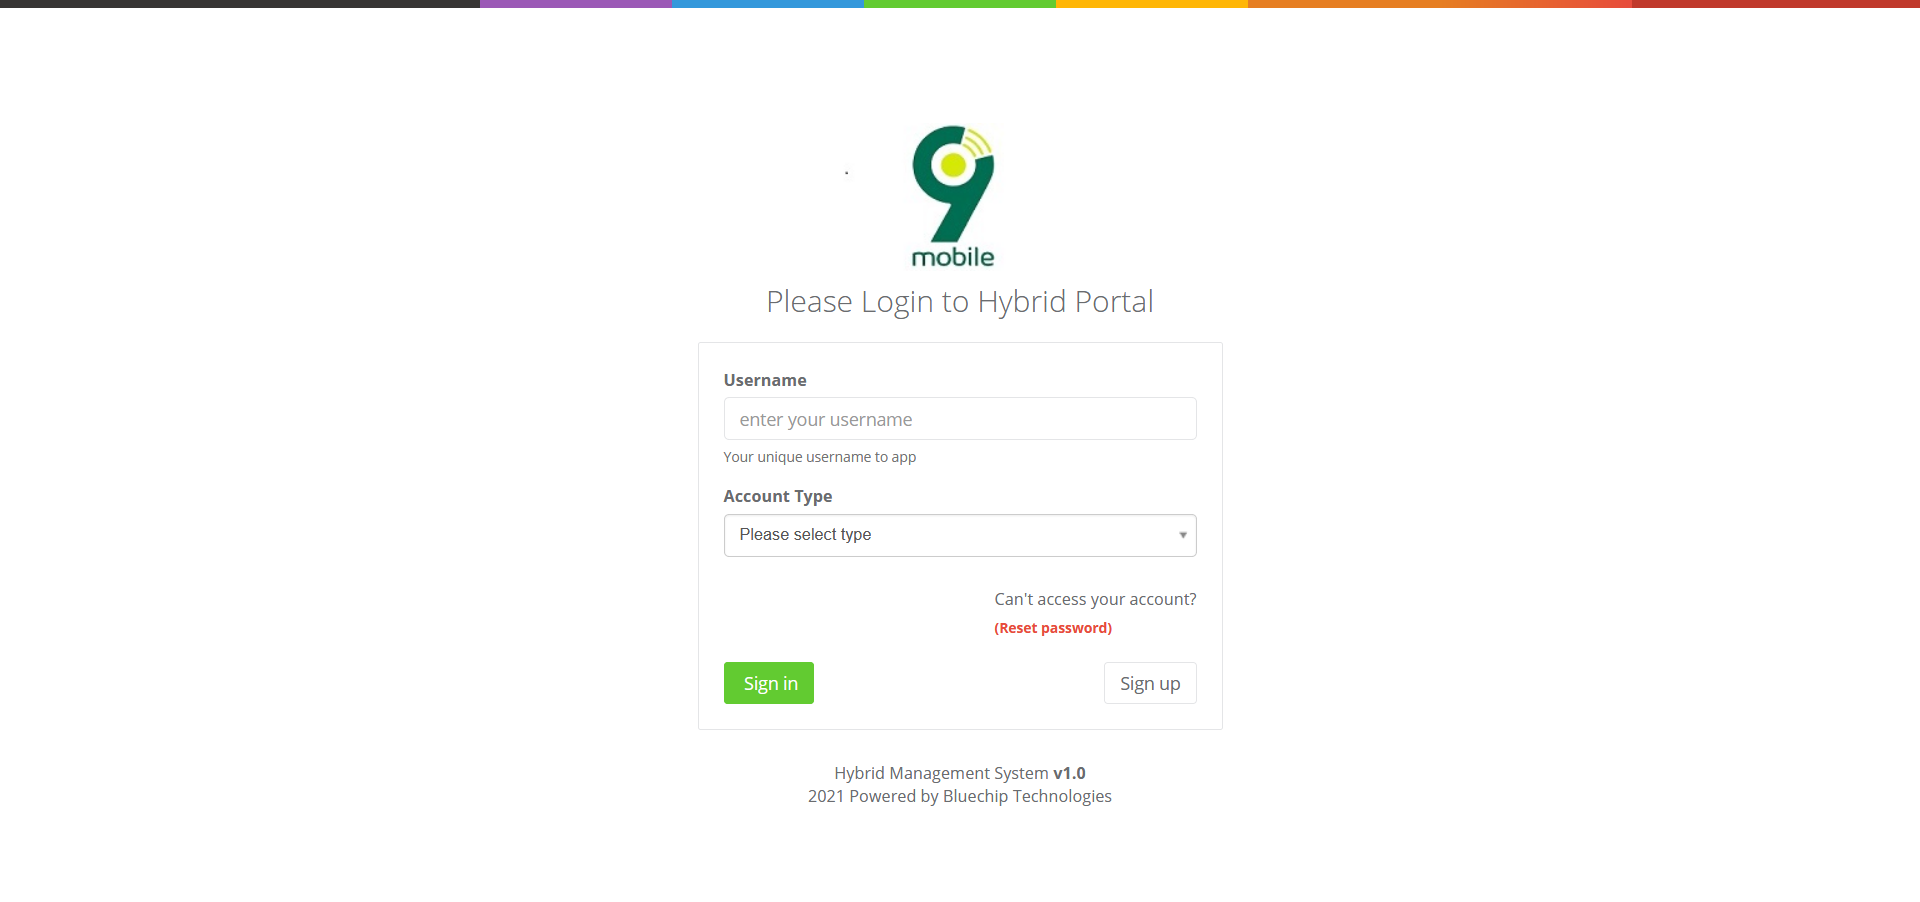 9
mobile
Please Login to Hybrid Portal
Username
enter your username
Your unique username to app
Account Type
Please select type
Can't access your account?
(Reset password)
Sign in
Sign up
Hybrid Management System v1.0
2021 Powered by Bluechip Technologies